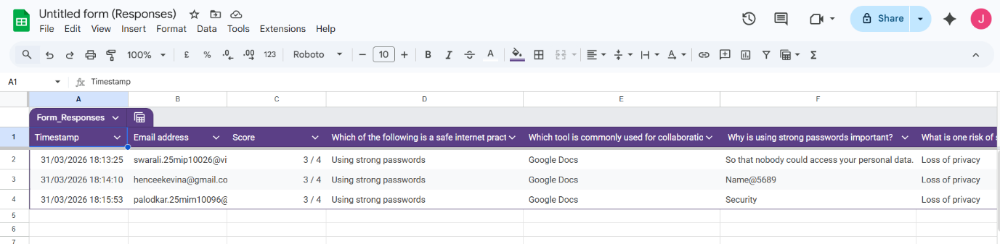 Untitled form (Responses)
File Edit View Insert Format Data Tools Extensions Help
Share
J
100% £ % .0 .00 123 Roboto 10 B I A A Σ
A1 fx Timestamp
A B C D E F
Form_Responses
1 Timestamp Email address Score Which of the following is a safe internet pract Which tool is commonly used for collaboratio Why is using strong passwords important? What is one risk of s
2 31/03/2026 18:13:25 swarali.25mip10026@vi 3 / 4 Using strong passwords Google Docs So that nobody could access your personal data. Loss of privacy
3 31/03/2026 18:14:10 henceekevina@gmail.co 3 / 4 Using strong passwords Google Docs Name@5689 Loss of privacy
4 31/03/2026 18:15:53 palodkar.25mim10096@ 3 / 4 Using strong passwords Google Docs Security Loss of privacy
5
6
7